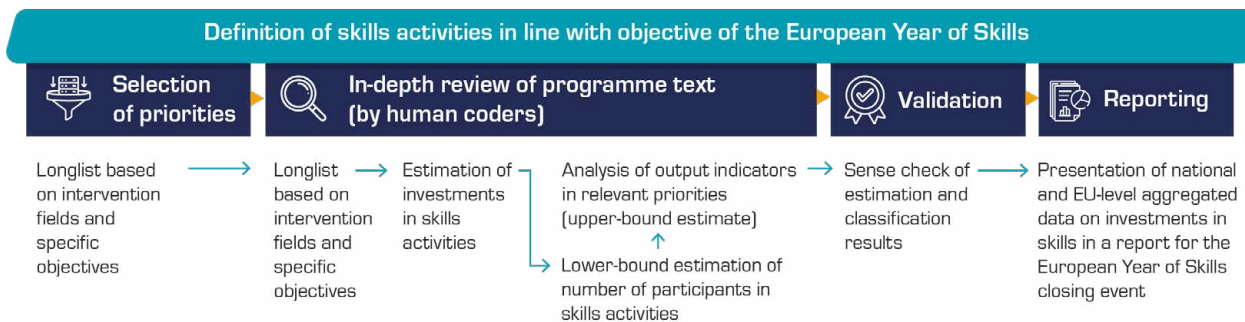 Definition of skills activities in line with objective of the European Year of Skills
Selection
of priorities
In-depth review of programme text
(by human coders)
Validation
Reporting
Longlist based
on intervention
fields and
specific
objectives
Longlist
based on
intervention
fields and
specific
objectives
Estimation of
investments
in skills
activities
Analysis of output indicators
in relevant priorities
(upper-bound estimate)
Lower-bound estimation of
number of participants in
skills activities
Sense check of
estimation and
classification
results
Presentation of national
and EU-level aggregated
data on investments in
skills in a report for the
European Year of Skills
closing event